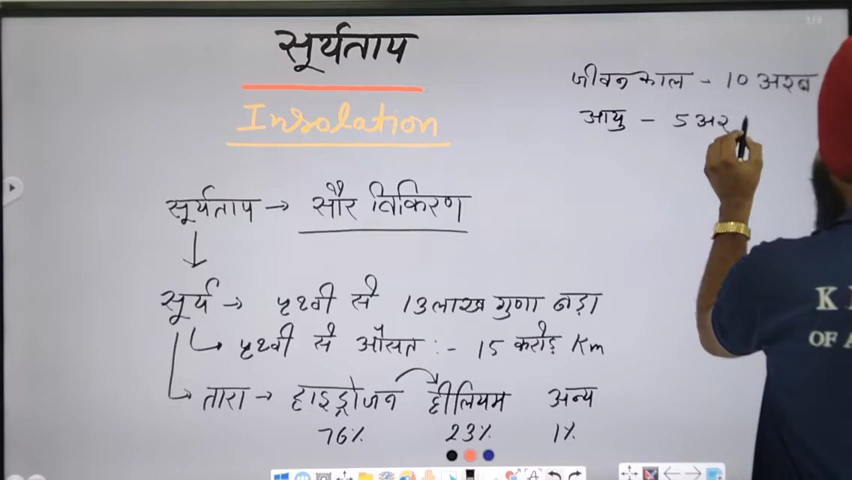 सूर्यताप
Insolation
जीवनकाल - 10 अरब
आयु - 5 अर
सूर्यताप → सौर विकिरण
सूर्य → पृथ्वी से 13 लाख गुणा बड़ा
पृथ्वी से औसत :- 15 करोड़ Km
तारा → हाइड्रोजन हीलियम अन्य
76% 23% 1%
K
OF A